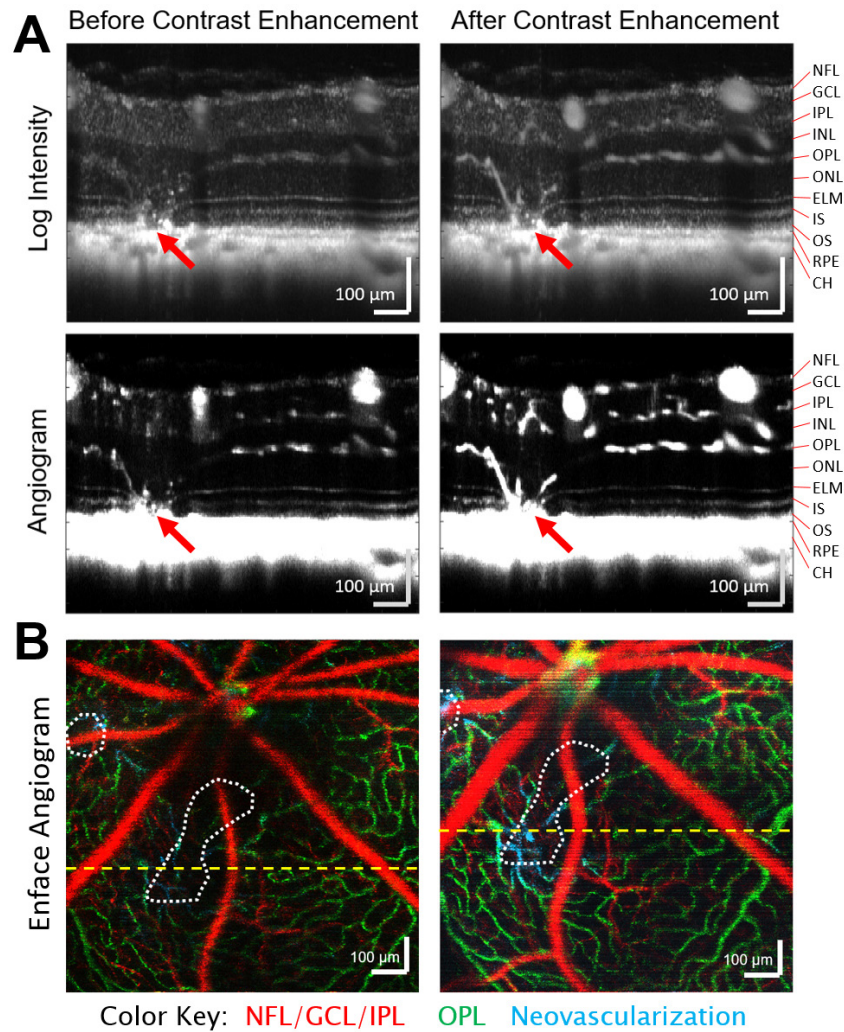 Before Contrast Enhancement After Contrast Enhancement
A
Log Intensity
NFL
GCL
IPL
INL
OPL
ONL
ELM
IS
OS
RPE
CH
100 µm
100 µm
Angiogram
NFL
GCL
IPL
INL
OPL
ONL
ELM
IS
OS
RPE
CH
100 µm
100 µm
B
Enface Angiogram
100 µm
100 µm
Color Key: NFL/GCL/IPL OPL Neovascularization